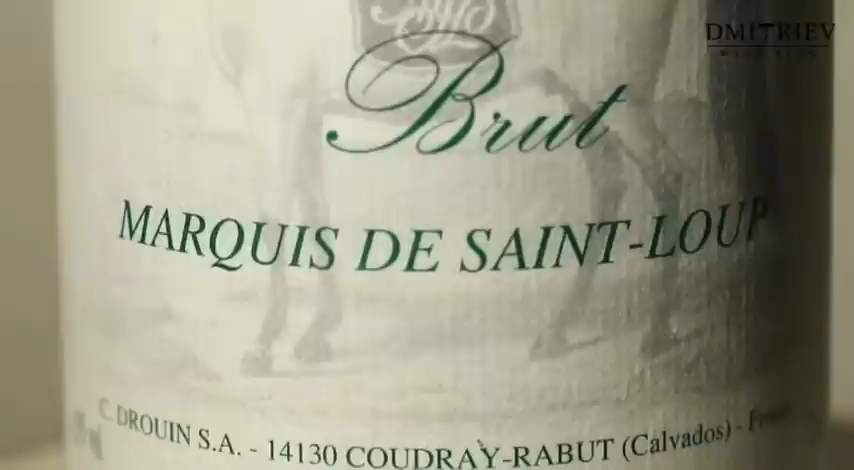 DMITRIEV
Brut
MARQUIS DE SAINT-LOUP
C. DROUIN S.A. - 14130 COUDRAY-RABUT (Calvados) - France